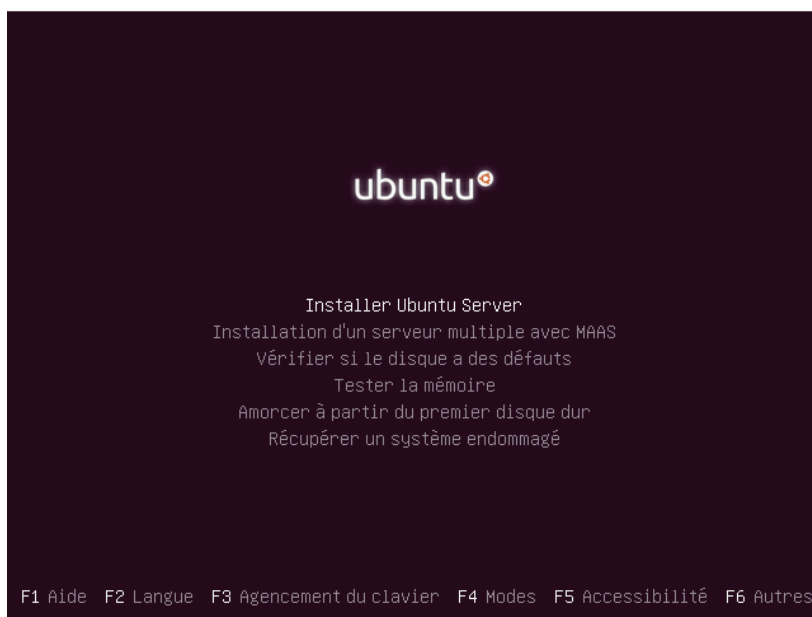 ubuntu
Installer Ubuntu Server
Installation d'un serveur multiple avec MAAS
Vérifier si le disque a des défauts
Tester la mémoire
Amorcer à partir du premier disque dur
Récupérer un système endommagé
F1 Aide F2 Langue F3 Agencement du clavier F4 Modes F5 Accessibilité F6 Autres